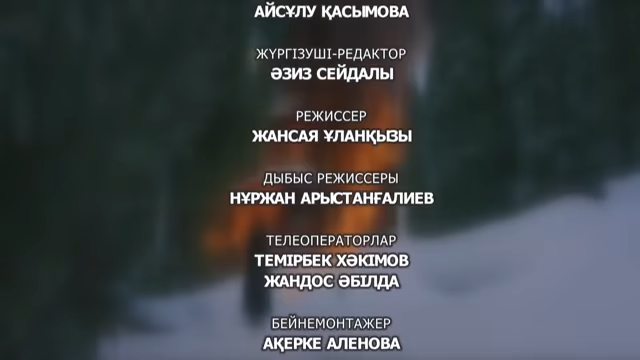 АЙСҰЛУ ҚАСЫМОВА
ЖҮРГІЗУШІ-РЕДАКТОР
ӘЗИЗ СЕЙДАЛЫ
РЕЖИССЕР
ЖАНСАЯ ҰЛАНҚЫЗЫ
ДЫБЫС РЕЖИССЕРЫ
НҰРЖАН АРЫСТАНҒАЛИЕВ
ТЕЛЕОПЕРАТОРЛАР
ТЕМІРБЕК ХӘКІМОВ
ЖАНДОС ӘБІЛДА
БЕЙНЕМОНТАЖЕР
АҚЕРКЕ АЛЕНОВА